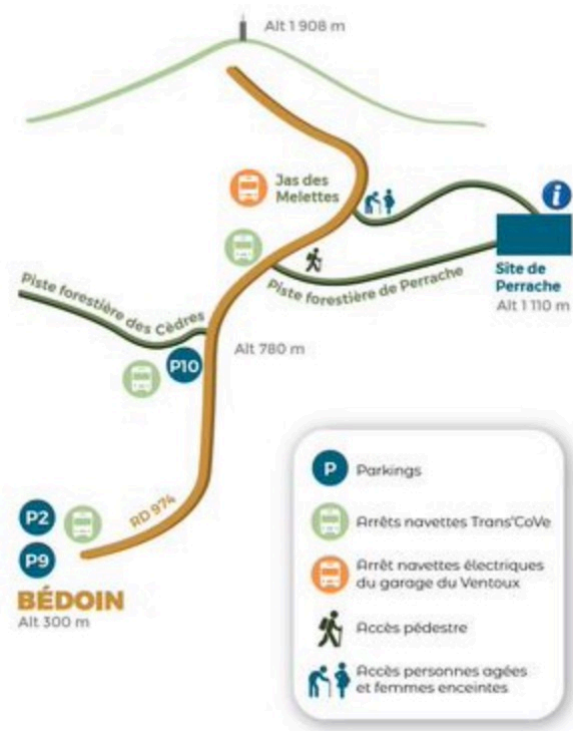 Alt 1 908 m
Jas des
Melettes
i
Piste forestière de Perrache
Site de
Perrache
Alt 1 110 m
Piste forestière des Cèdres
Alt 780 m
P10
RD 974
P2
P9
BÉDOIN
Alt 300 m
P
Parkings
Arrêts navettes Trans'CoVe
Arrêt navettes électriques
du garage du Ventoux
Accès pédestre
Accès personnes agées
et femmes enceintes